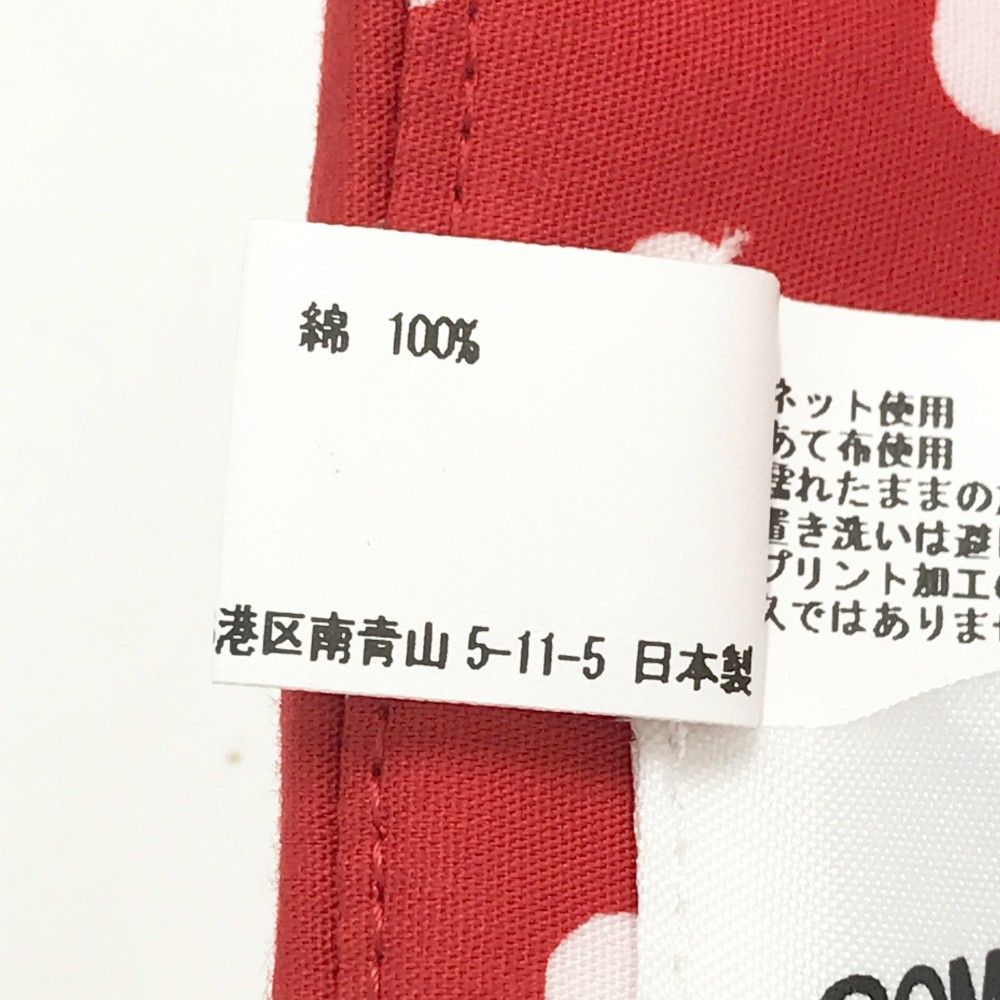 綿 100%
港区南青山 5-11-5 日本製
ネット使用
あて布使用
濡れたままの
置き洗いは避
プリント加工
スではありま